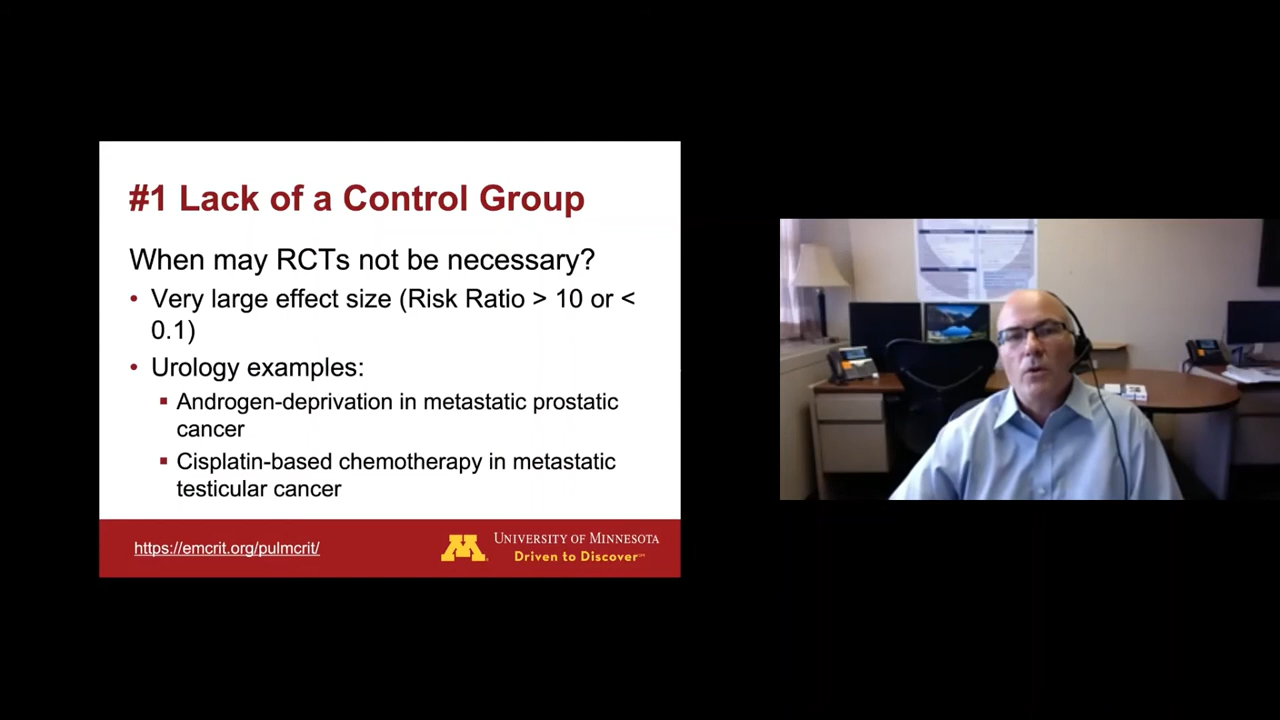 #1 Lack of a Control Group
When may RCTs not be necessary?
• Very large effect size (Risk Ratio > 10 or <
0.1)
• Urology examples:
▪ Androgen-deprivation in metastatic prostatic
cancer
▪ Cisplatin-based chemotherapy in metastatic
testicular cancer
https://emcrit.org/pulmcrit/
UNIVERSITY OF MINNESOTA
Driven to Discover℠